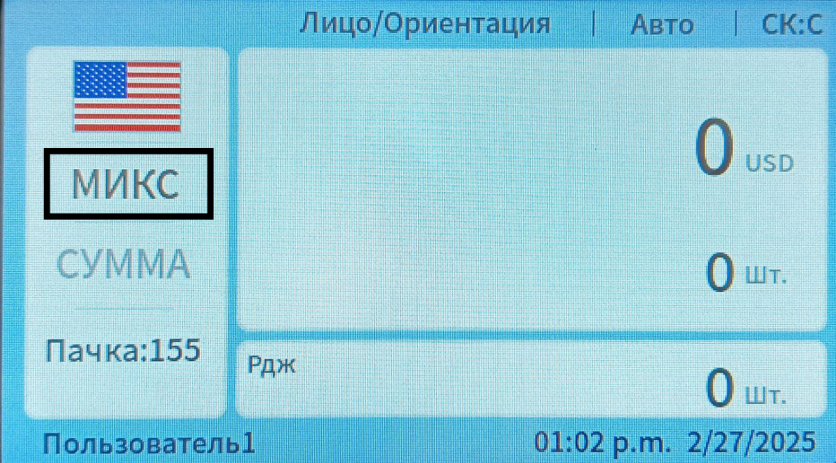 Лицо/Ориентация | Авто | СК:С
МИКС
0 USD
СУММА
0 Шт.
Пачка:155
Рдж
0 Шт.
Пользователь1 01:02 p.m. 2/27/2025